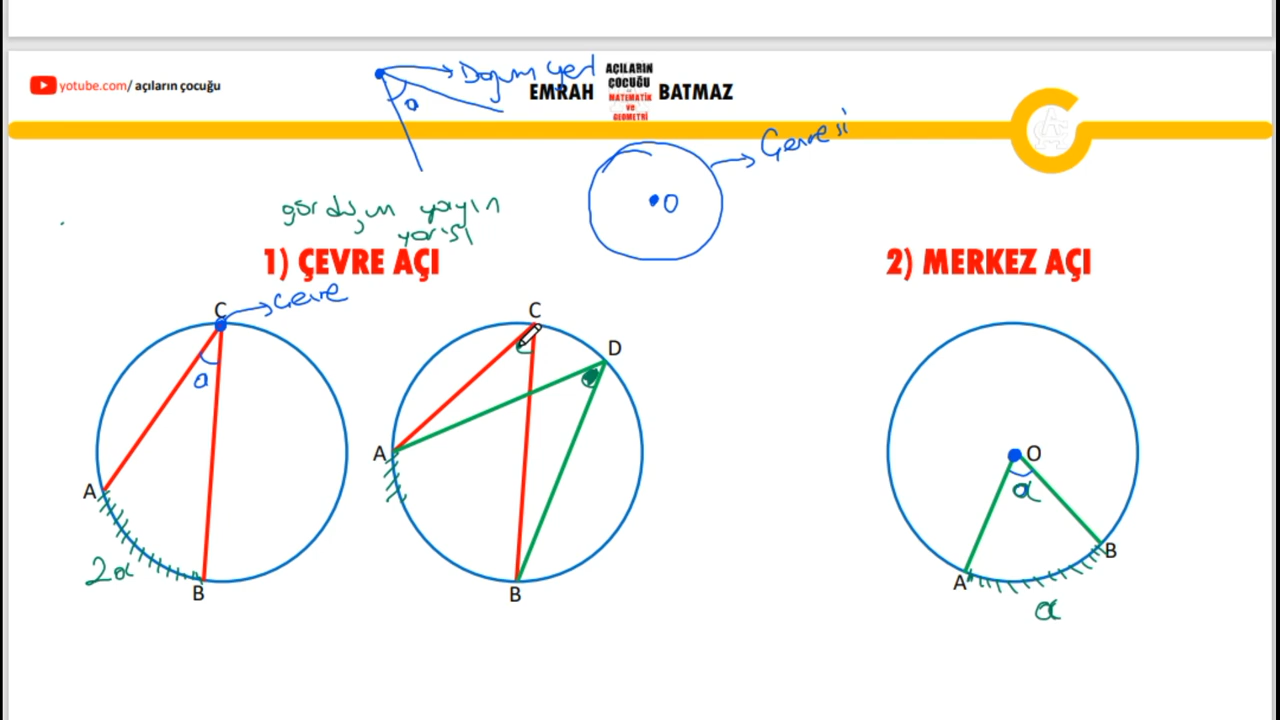 yotube.com/ açıların çocuğu
Doğum yeri
EMRAH
AÇILARIN
ÇOCUĞU
MATEMATİK
ve
GEOMETRİ
BATMAZ
a
Çevresi
O
gördüğün yayın
yarısı
1) ÇEVRE AÇI
2) MERKEZ AÇI
C
Çevre
a
A
B
2α
C
D
A
B
O
α
A
B
α